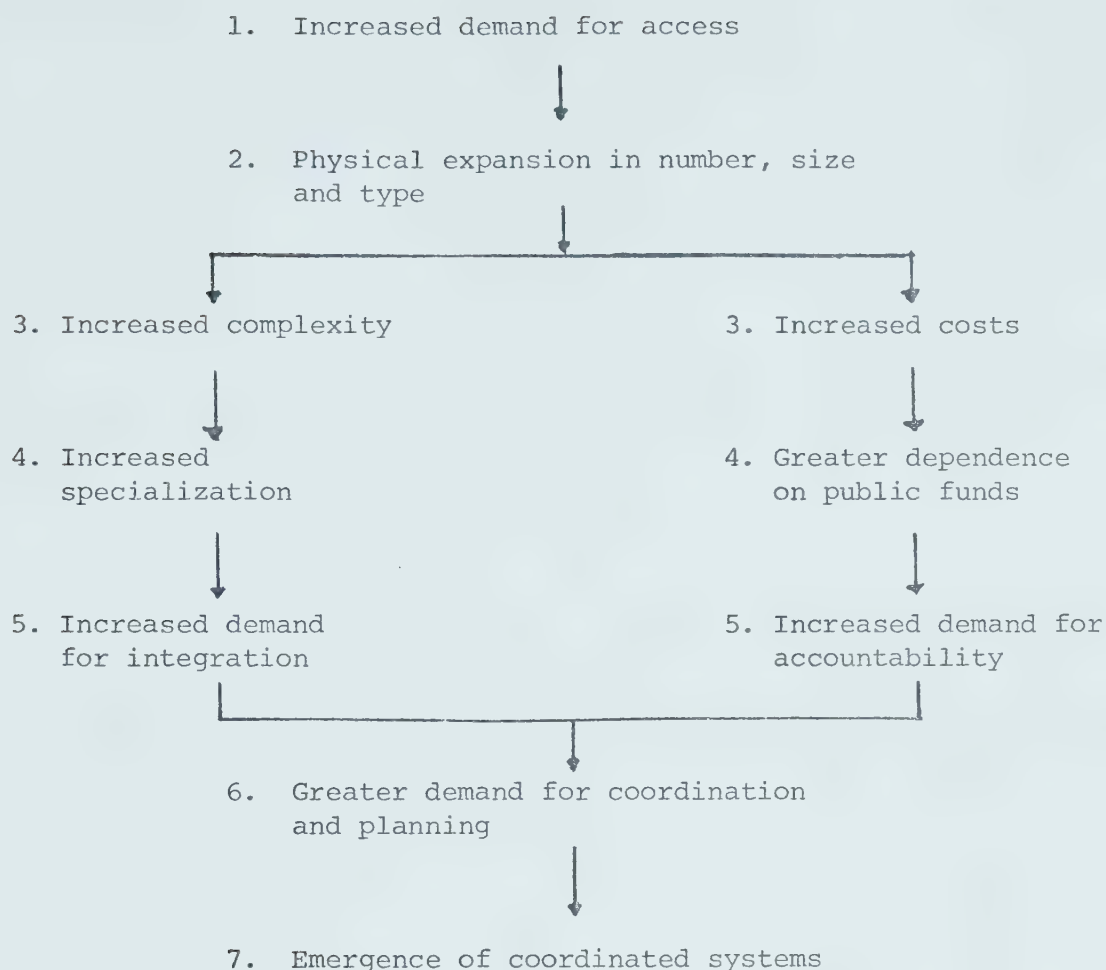 1. Increased demand for access
2. Physical expansion in number, size
and type
3. Increased complexity
3. Increased costs
4. Increased
specialization
4. Greater dependence
on public funds
5. Increased demand
for integration
5. Increased demand for
accountability
6. Greater demand for coordination
and planning
7. Emergence of coordinated systems